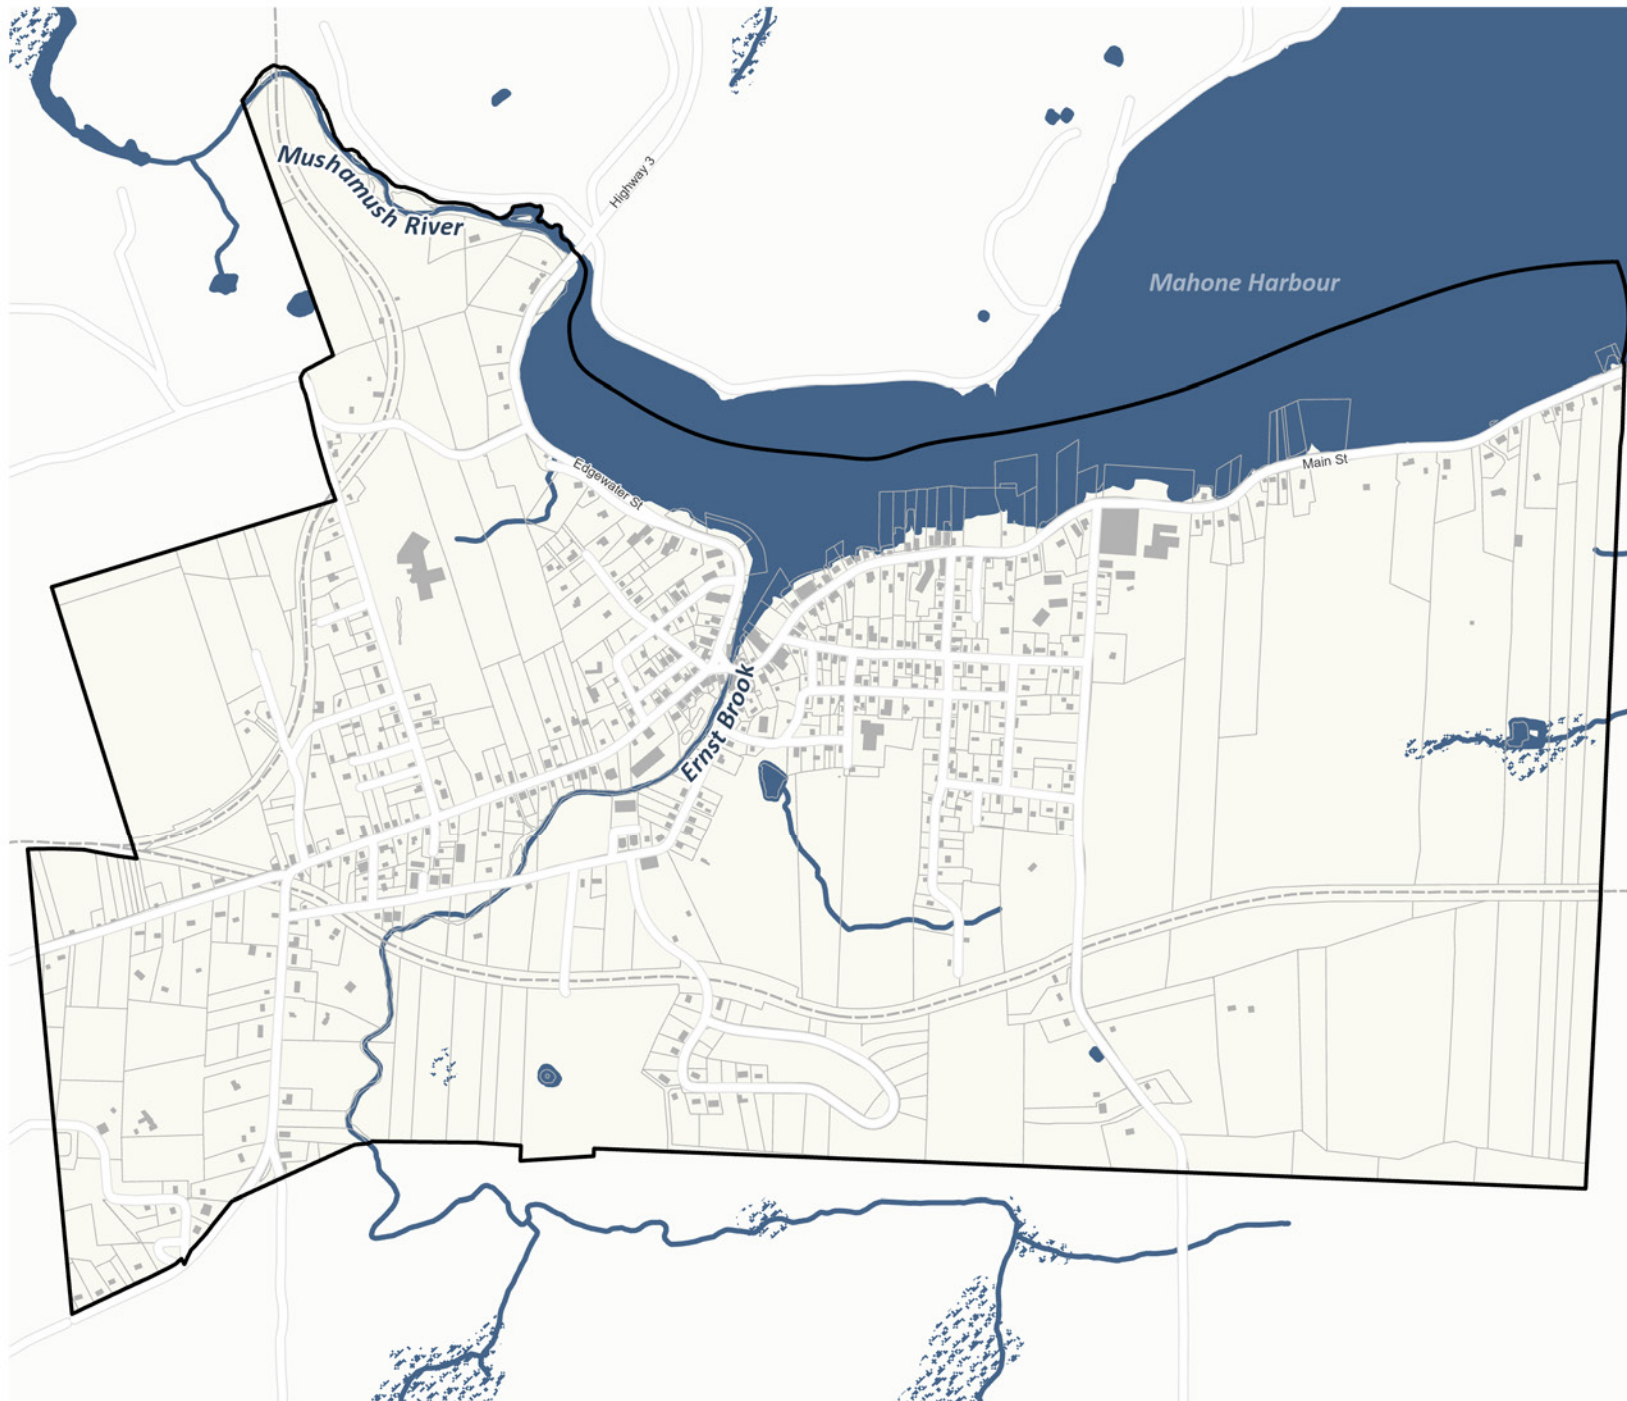 Mushamush River
Highway 3
Mahone Harbour
Edgewater St
Main St
Ernst Brook